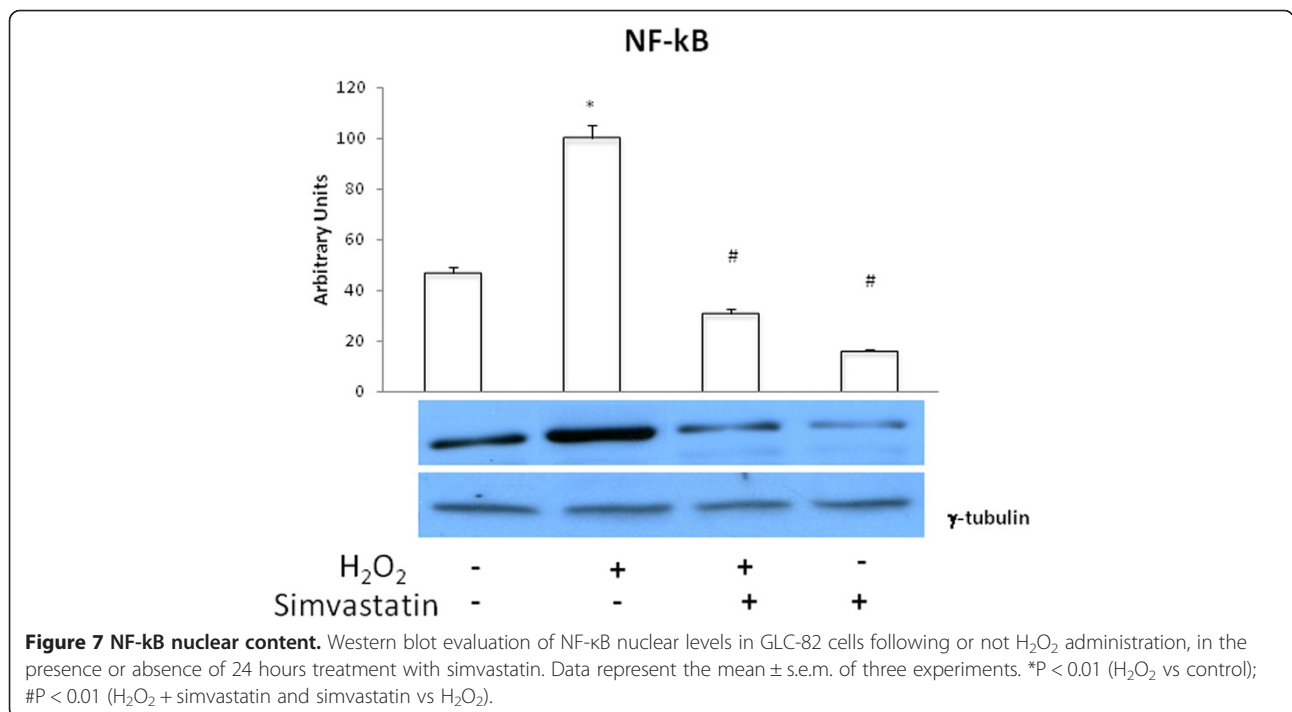 NF-kB
120
*
100
80
60
#
#
40
20
0
Arbitrary Units
γ-tubulin
H₂O₂ - + + -
Simvastatin - - + +
Figure 7 NF-kB nuclear content. Western blot evaluation of NF-κB nuclear levels in GLC-82 cells following or not H₂O₂ administration, in the
presence or absence of 24 hours treatment with simvastatin. Data represent the mean ± s.e.m. of three experiments. *P < 0.01 (H₂O₂ vs control);
#P < 0.01 (H₂O₂ + simvastatin and simvastatin vs H₂O₂).